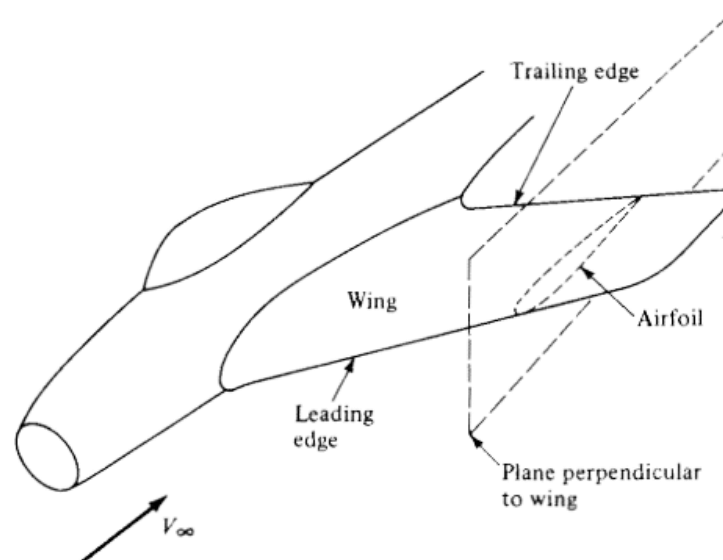 Trailing edge
Wing
Airfoil
Leading
edge
Plane perpendicular
to wing
V∞